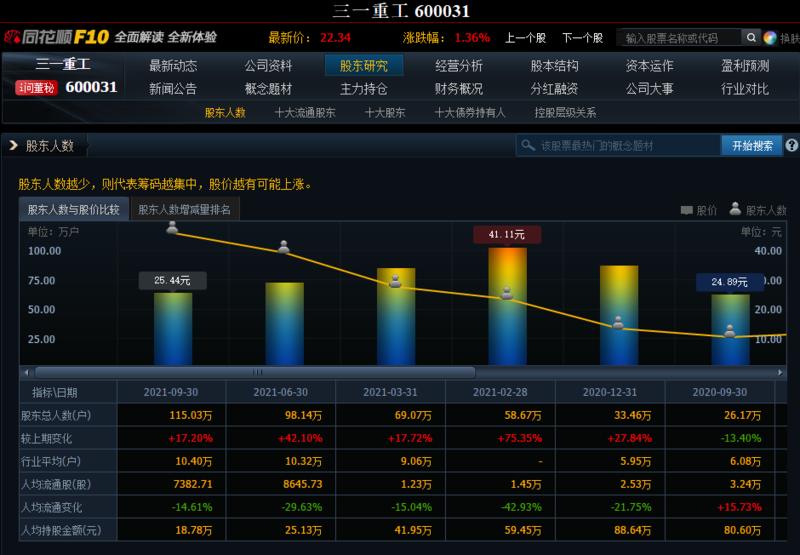 三一重工 600031
同花顺F10 全面解读 全新体验 最新价：22.34 涨跌幅：1.36% 上一个股 下一个股 输入股票名称或代码 换肤
三一重工 最新动态 公司资料 股东研究 经营分析 股本结构 资本运作 盈利预测
问董秘 600031 新闻公告 概念题材 主力持仓 财务概况 分红融资 公司大事 行业对比
股东人数 十大流通股东 十大股东 十大债券持有人 控股层级关系
股东人数 该股票最热门的概念题材 开始搜索 ?
股东人数越少，则代表筹码越集中，股价越有可能上涨。
股东人数与股价比较 股东人数增减量排名 股价 股东人数
单位：万户 41.11元 单位：元
100.00 40.00
75.00 25.44元 24.89元 0.00
50.00 20.00
25.00 10.00
指标\日期 2021-09-30 2021-06-30 2021-03-31 2021-02-28 2020-12-31 2020-09-30
股东总人数(户) 115.03万 98.14万 69.07万 58.67万 33.46万 26.17万
较上期变化 +17.20% +42.10% +17.72% +75.35% +27.84% -13.40%
行业平均(户) 10.40万 10.32万 9.06万 - 5.95万 6.08万
人均流通股(股) 7382.71 8645.73 1.23万 1.45万 2.53万 3.24万
人均流通变化 -14.61% -29.63% -15.04% -42.93% -21.75% +15.73%
人均持股金额(元) 18.78万 25.13万 41.95万 59.45万 88.64万 80.60万